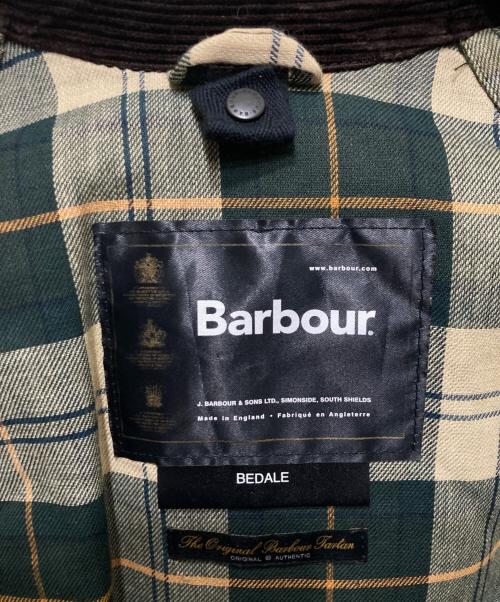 www.barbour.com
Barbour.
J. BARBOUR & SONS LTD., SIMONSIDE, SOUTH SHIELDS
Made in England • Fabriqué en Angleterre
BEDALE
The Original Barbour Tartan
ORIGINAL & AUTHENTIC